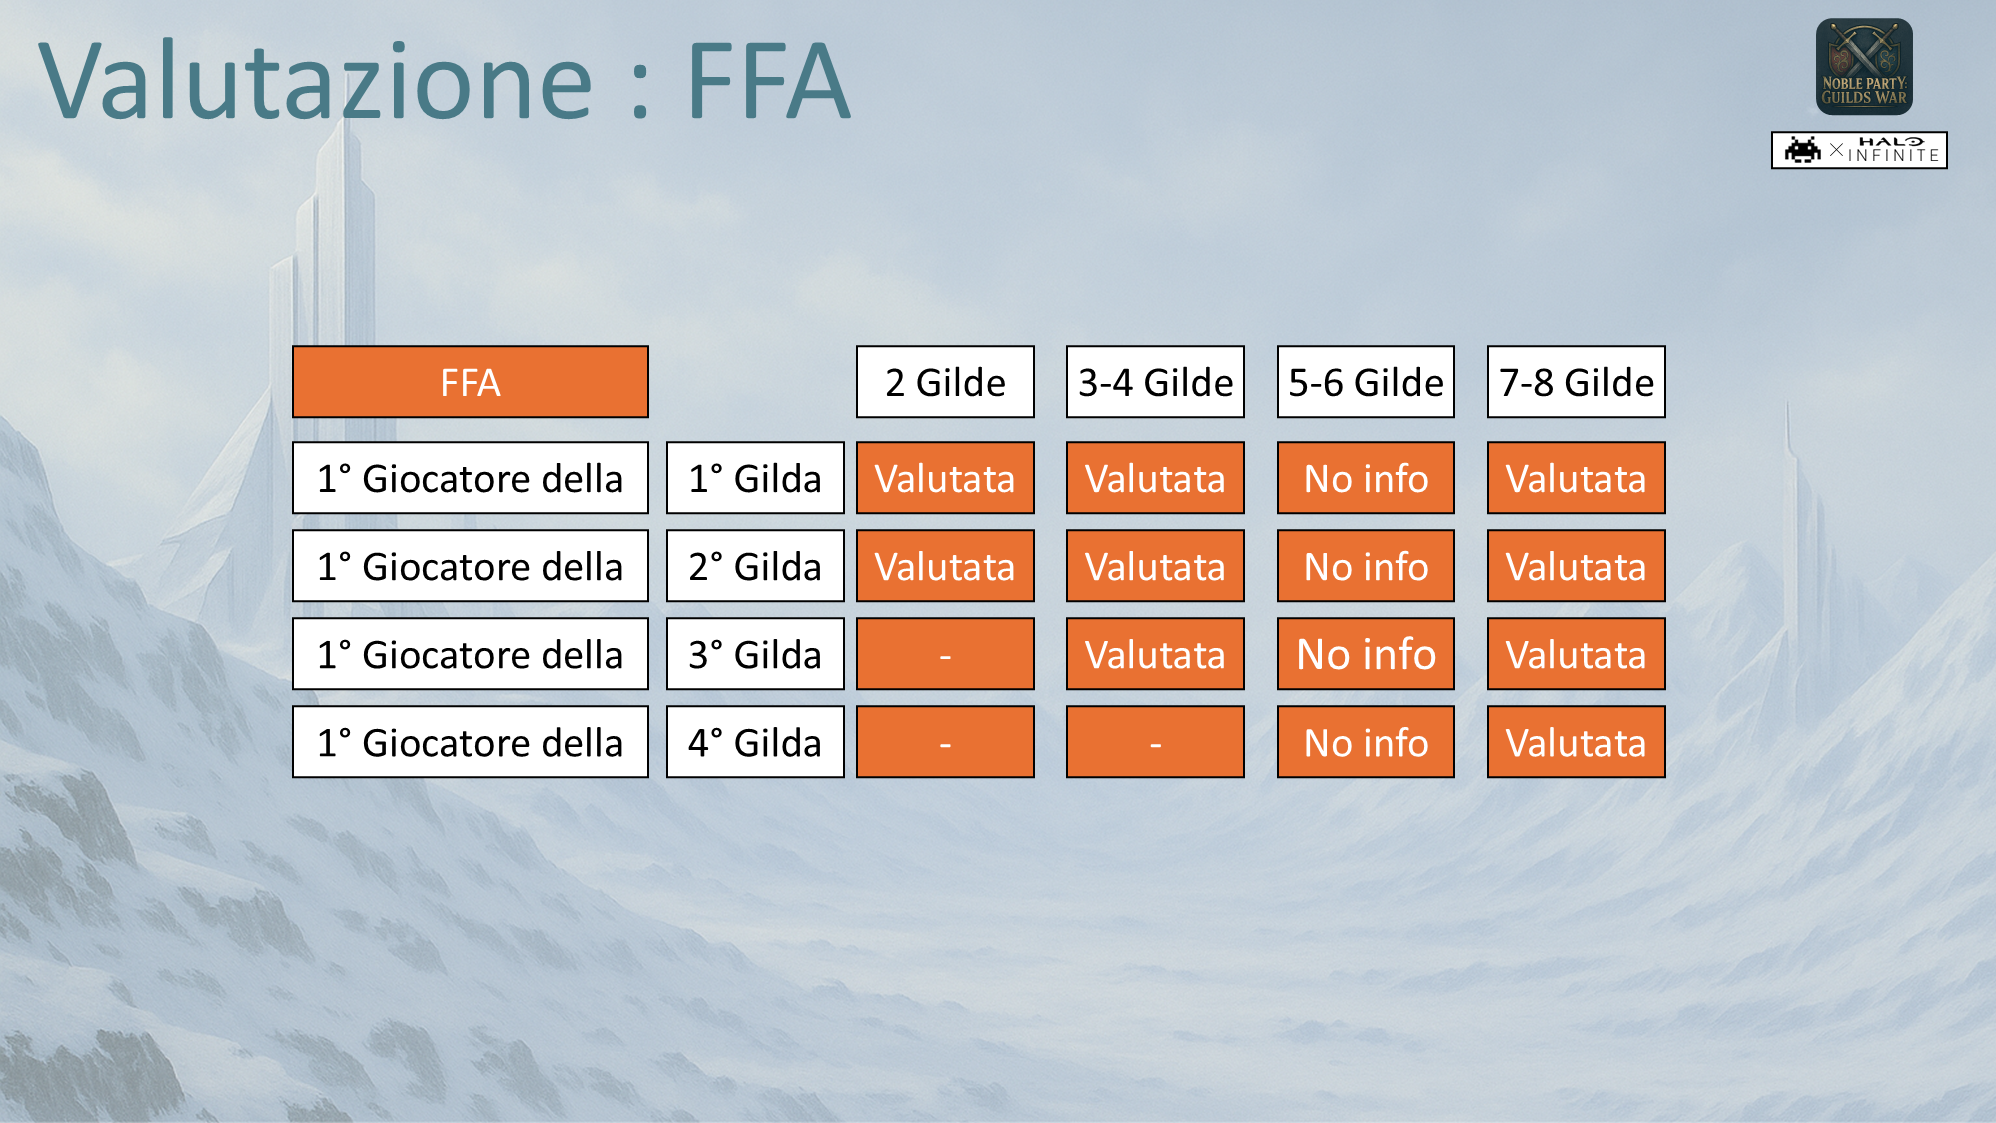 Valutazione : FFA
NOBLE PARTY:
GUILDS WAR
× HALO INFINITE
FFA 2 Gilde 3-4 Gilde 5-6 Gilde 7-8 Gilde
1° Giocatore della 1° Gilda Valutata Valutata No info Valutata
1° Giocatore della 2° Gilda Valutata Valutata No info Valutata
1° Giocatore della 3° Gilda - Valutata No info Valutata
1° Giocatore della 4° Gilda - - No info Valutata